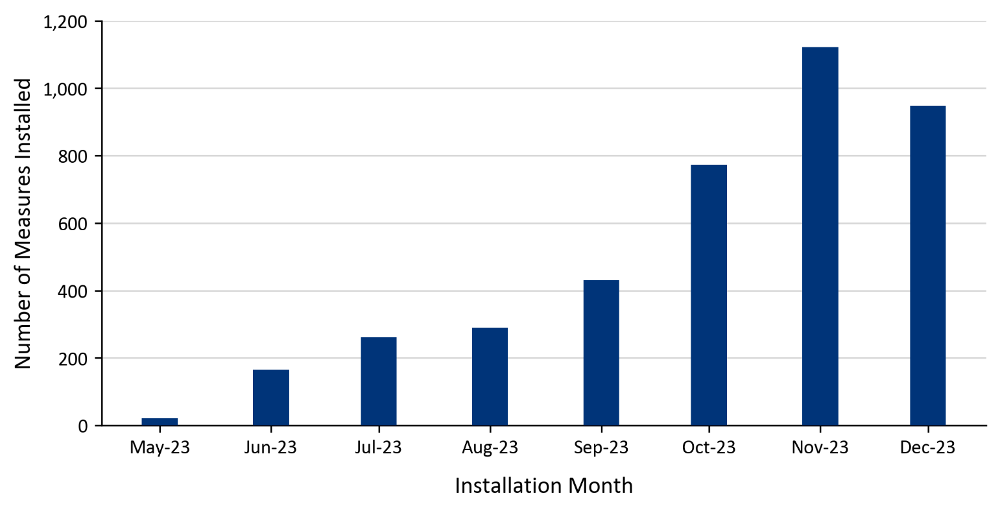 1,200
1,000
800
600
400
200
0
Number of Measures Installed
May-23 Jun-23 Jul-23 Aug-23 Sep-23 Oct-23 Nov-23 Dec-23
Installation Month